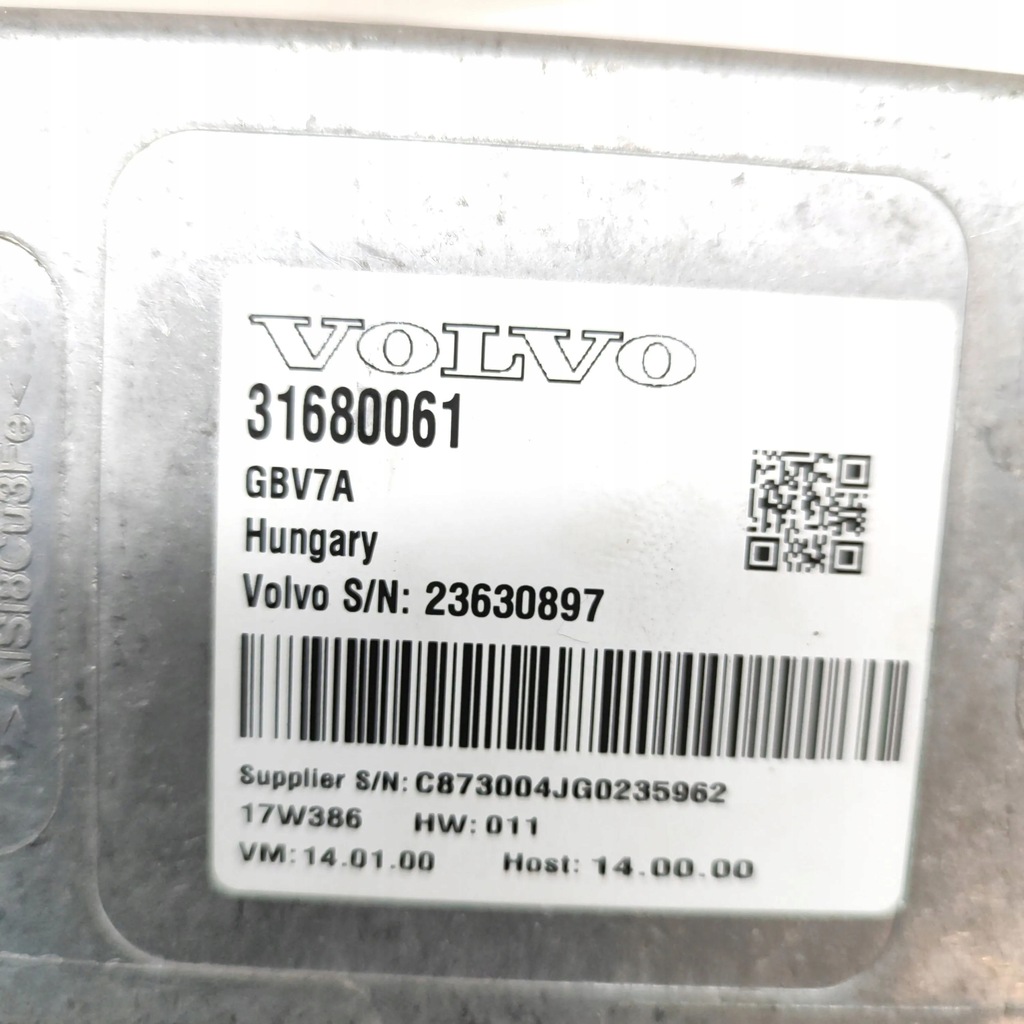 VOLVO
31680061
GBV7A
Hungary
Volvo S/N: 23630897
Supplier S/N: C873004JG0235962
17W386 HW: 011
VM: 14.01.00 Host: 14.00.00
>AlSi8Cu3Fe<